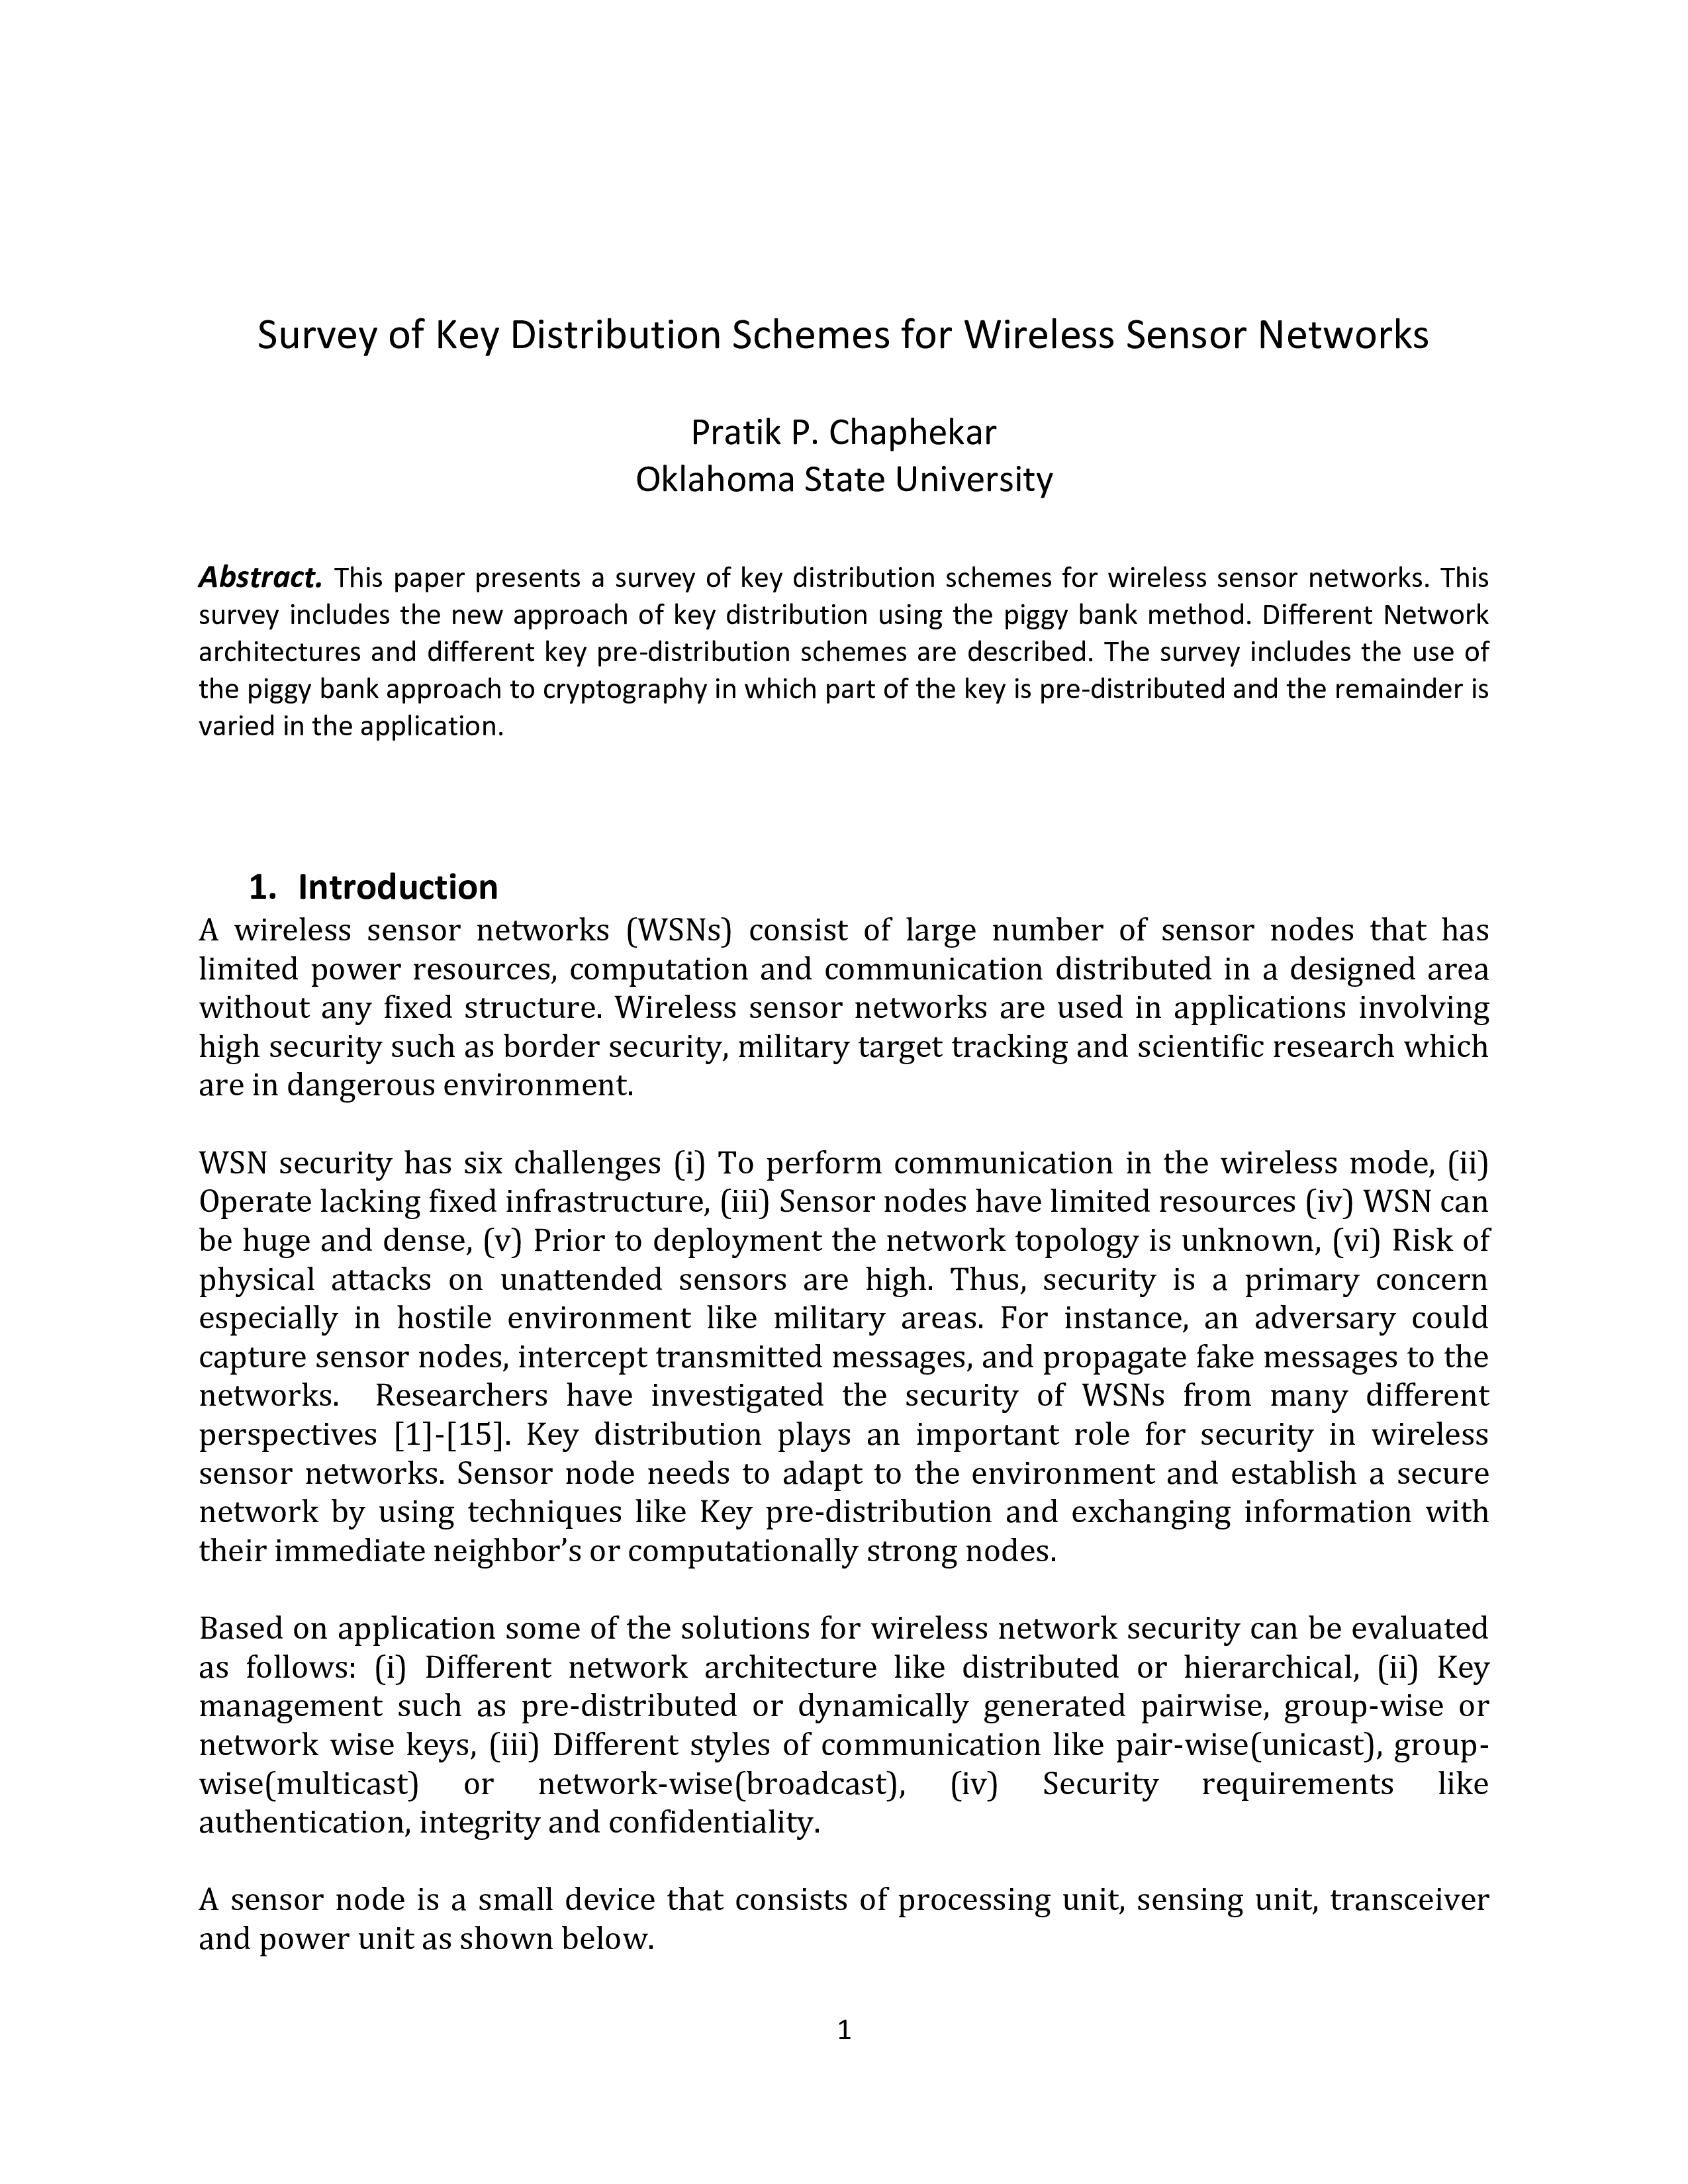 Survey of Key Distribution Schemes for Wireless Sensor Networks
Pratik P. Chaphekar
Oklahoma State University
Abstract. This paper presents a survey of key distribution schemes for wireless sensor networks. This
survey includes the new approach of key distribution using the piggy bank method. Different Network
architectures and different key pre-distribution schemes are described. The survey includes the use of
the piggy bank approach to cryptography in which part of the key is pre-distributed and the remainder is
varied in the application.
1. Introduction
A wireless sensor networks (WSNs) consist of large number of sensor nodes that has
limited power resources, computation and communication distributed in a designed area
without any fixed structure. Wireless sensor networks are used in applications involving
high security such as border security, military target tracking and scientific research which
are in dangerous environment.
WSN security has six challenges (i) To perform communication in the wireless mode, (ii)
Operate lacking fixed infrastructure, (iii) Sensor nodes have limited resources (iv) WSN can
be huge and dense, (v) Prior to deployment the network topology is unknown, (vi) Risk of
physical attacks on unattended sensors are high. Thus, security is a primary concern
especially in hostile environment like military areas. For instance, an adversary could
capture sensor nodes, intercept transmitted messages, and propagate fake messages to the
networks. Researchers have investigated the security of WSNs from many different
perspectives [1]-[15]. Key distribution plays an important role for security in wireless
sensor networks. Sensor node needs to adapt to the environment and establish a secure
network by using techniques like Key pre-distribution and exchanging information with
their immediate neighbor’s or computationally strong nodes.
Based on application some of the solutions for wireless network security can be evaluated
as follows: (i) Different network architecture like distributed or hierarchical, (ii) Key
management such as pre-distributed or dynamically generated pairwise, group-wise or
network wise keys, (iii) Different styles of communication like pair-wise(unicast), group-
wise(multicast) or network-wise(broadcast), (iv) Security requirements like
authentication, integrity and confidentiality.
A sensor node is a small device that consists of processing unit, sensing unit, transceiver
and power unit as shown below.
1